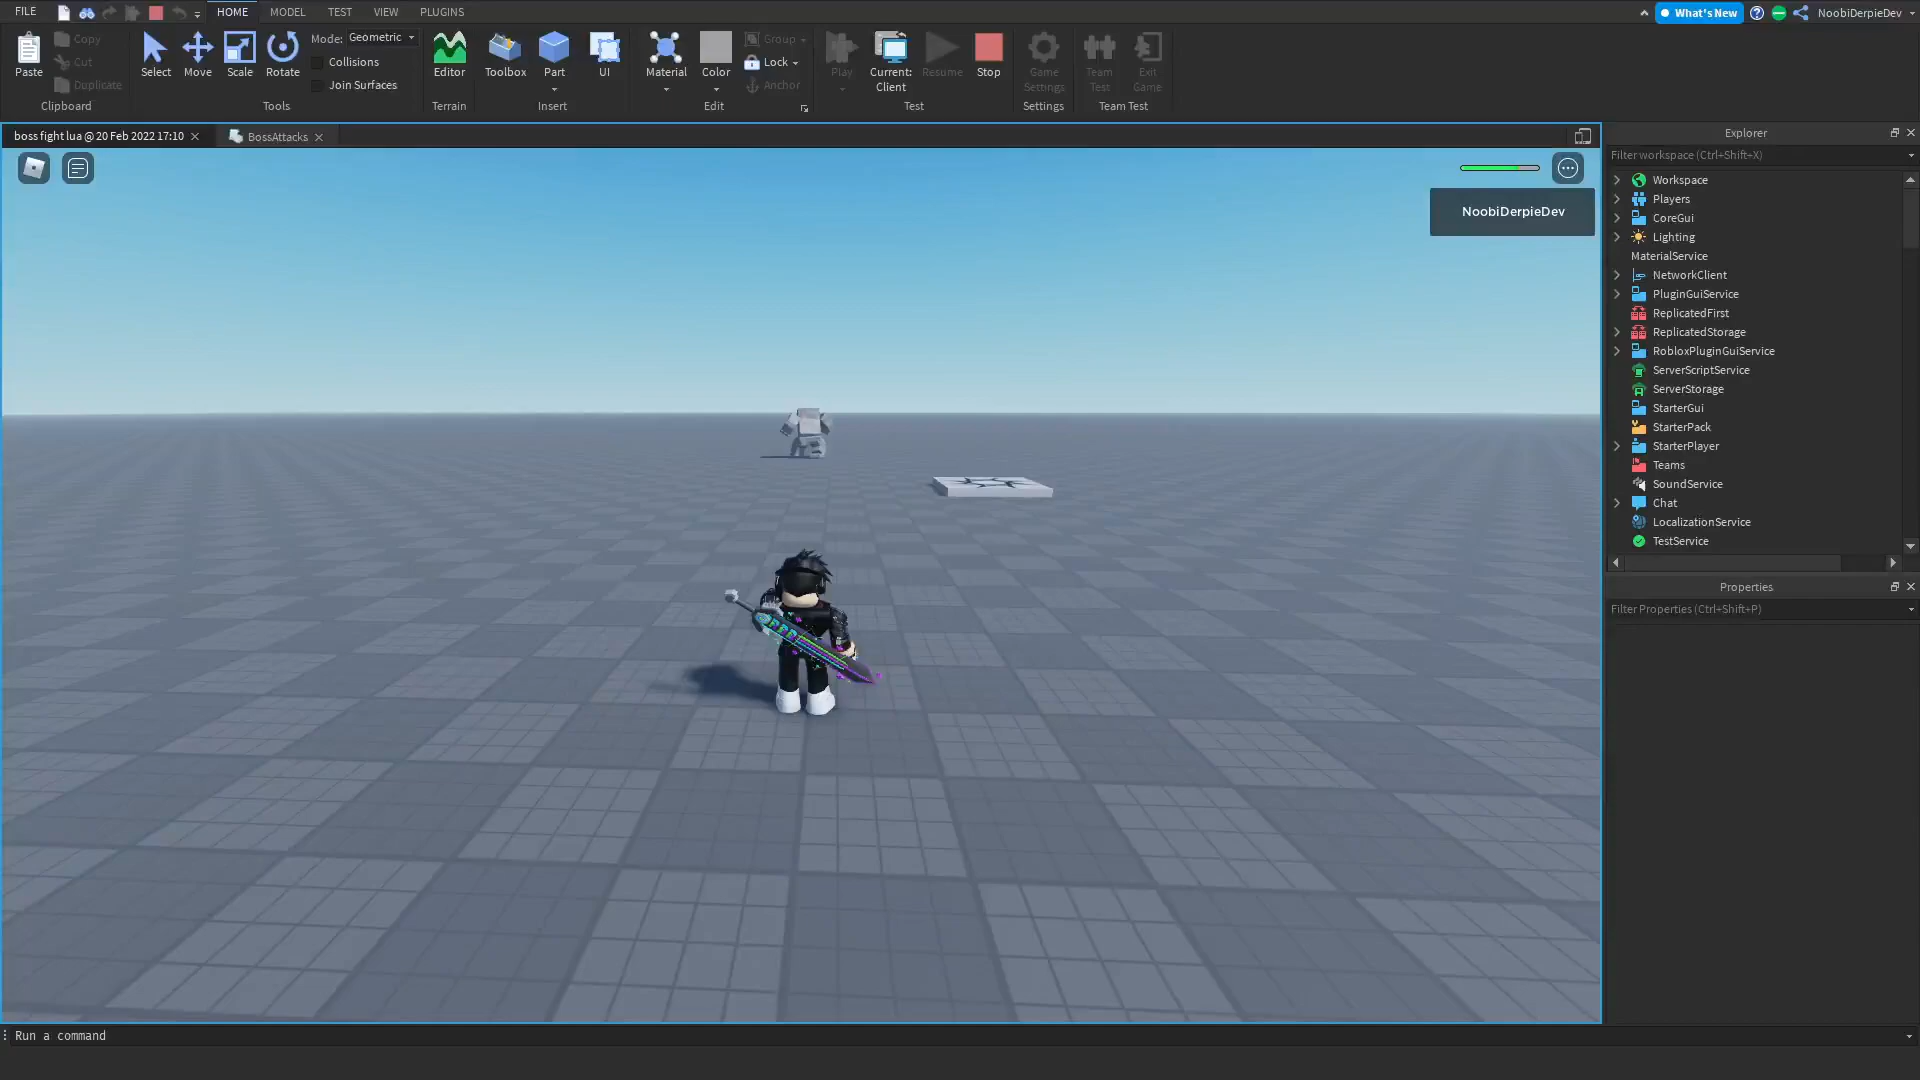 FILE HOME MODEL TEST VIEW PLUGINS What's New NoobiDerpieDev
Paste Copy Cut Duplicate
Select Move Scale Rotate Mode: Geometric Collisions Join Surfaces
Editor Toolbox Part UI Material Color Group Lock Anchor
Play Current: Client Resume Stop Game Settings Team Test Exit Game
Clipboard Tools Terrain Insert Edit Test Settings Team Test
boss fight lua @ 20 Feb 2022 17:10 BossAttacks
NoobiDerpieDev
Explorer
Filter workspace (Ctrl+Shift+X)
Workspace
Players
CoreGui
Lighting
MaterialService
NetworkClient
PluginGuiService
ReplicatedFirst
ReplicatedStorage
RobloxPluginGuiService
ServerScriptService
ServerStorage
StarterGui
StarterPack
StarterPlayer
Teams
SoundService
Chat
LocalizationService
TestService
Properties
Filter Properties (Ctrl+Shift+P)
Run a command